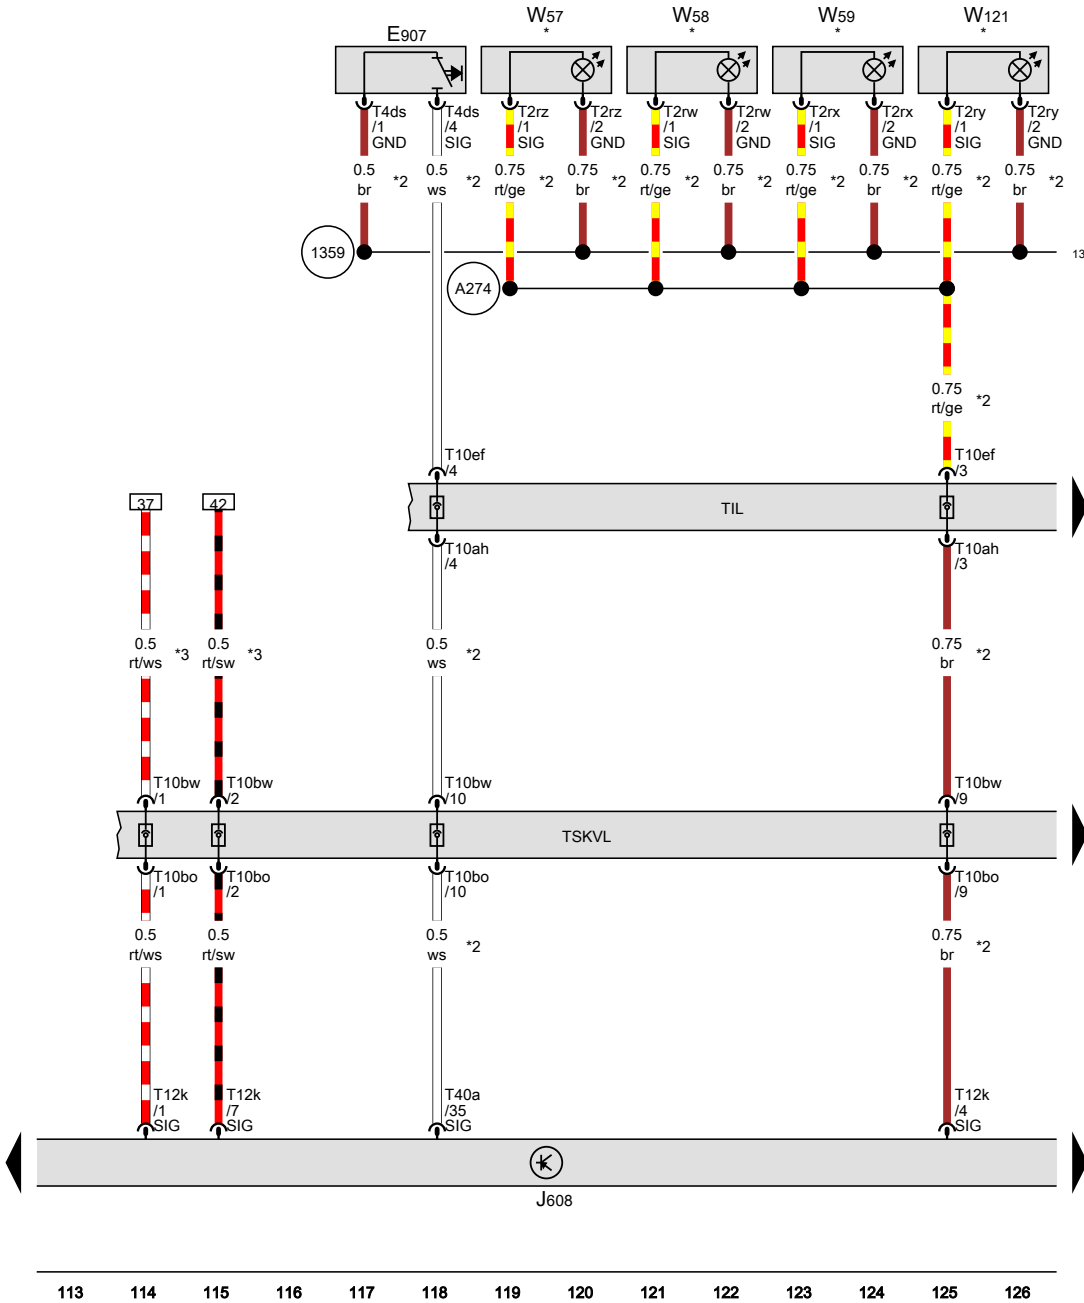 E907
W57
*
W58
*
W59
*
W121
*
T4ds
/1
GND
T4ds
/4
SIG
T2rz
/1
SIG
T2rz
/2
GND
T2rw
/1
SIG
T2rw
/2
GND
T2rx
/1
SIG
T2rx
/2
GND
T2ry
/1
SIG
T2ry
/2
GND
0.5
br
*2
0.5
ws
*2
0.75
rt/ge
*2
0.75
br
*2
0.75
rt/ge
*2
0.75
br
*2
0.75
rt/ge
*2
0.75
br
*2
0.75
rt/ge
*2
0.75
br
*2
1359
13
A274
0.75
rt/ge
*2
T10ef
/4
T10ef
/3
37
42
TIL
T10ah
/4
T10ah
/3
0.5
rt/ws
*3
0.5
rt/sw
*3
0.5
ws
*2
0.75
br
*2
T10bw
/1
T10bw
/2
T10bw
/10
T10bw
/9
TSKVL
T10bo
/1
T10bo
/2
T10bo
/10
T10bo
/9
0.5
rt/ws
0.5
rt/sw
0.5
ws
*2
0.75
br
*2
T12k
/1
SIG
T12k
/7
SIG
T40a
/35
SIG
T12k
/4
SIG
J608
113 114 115 116 117 118 119 120 121 122 123 124 125 126